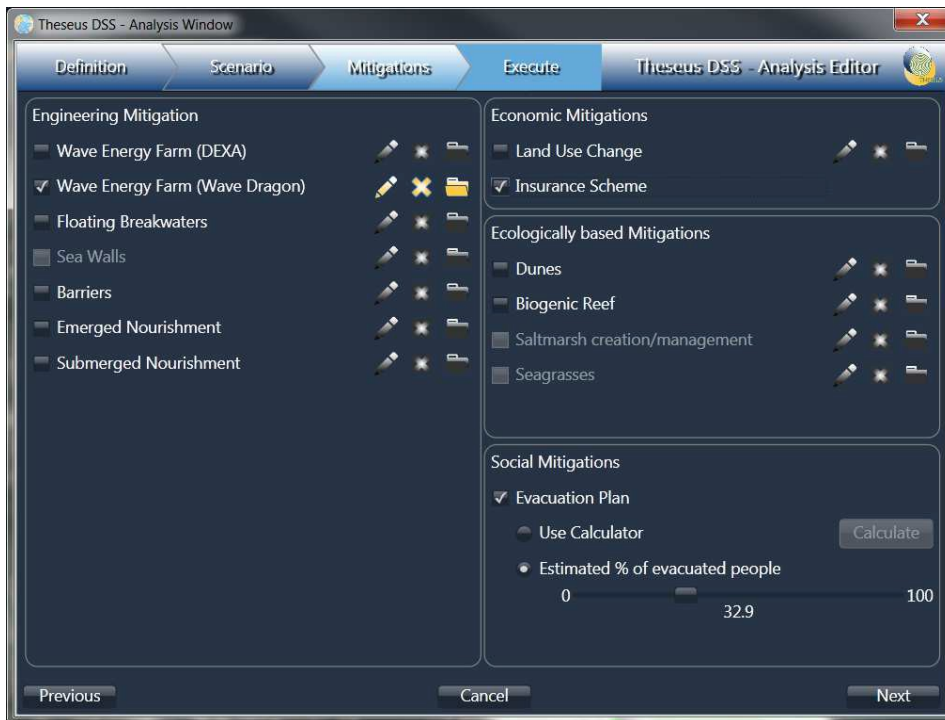 Theseus DSS - Analysis Window
Definition
Scenario
Mitigations
Execute
Theseus DSS - Analysis Editor
Engineering Mitigation
Wave Energy Farm (DEXA)
Wave Energy Farm (Wave Dragon)
Floating Breakwaters
Sea Walls
Barriers
Emerged Nourishment
Submerged Nourishment
Economic Mitigations
Land Use Change
Insurance Scheme
Ecologically based Mitigations
Dunes
Biogenic Reef
Saltmarsh creation/management
Seagrasses
Social Mitigations
Evacuation Plan
Use Calculator
Calculate
Estimated % of evacuated people
0
100
32.9
Previous
Cancel
Next